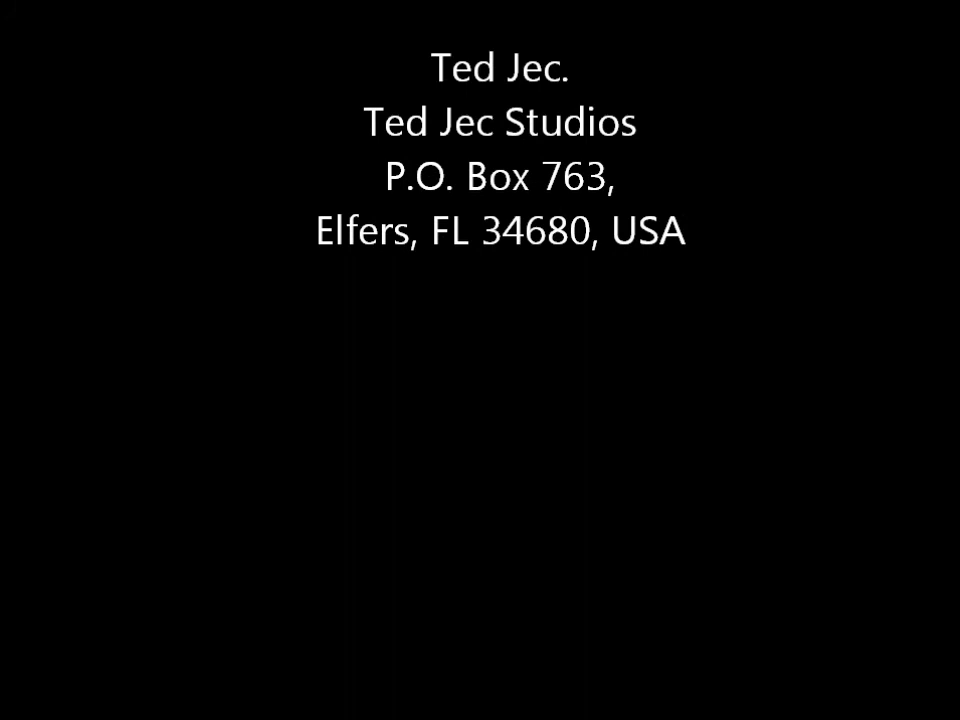 Ted Jec.
Ted Jec Studios
P.O. Box 763,
Elfers, FL 34680, USA